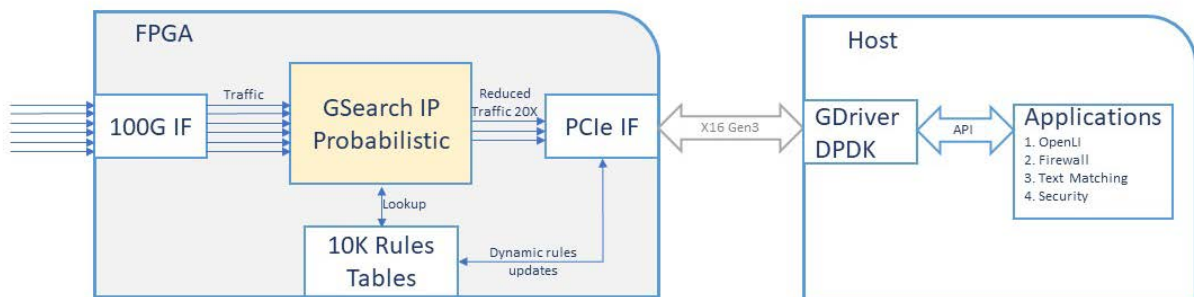 FPGA
Host
100G IF
Traffic
GSearch IP
Probabilistic
Reduced
Traffic 20X
PCIe IF
X16 Gen3
GDriver
DPDK
API
Applications
1. OpenLI
2. Firewall
3. Text Matching
4. Security
Lookup
10K Rules
Tables
Dynamic rules
updates